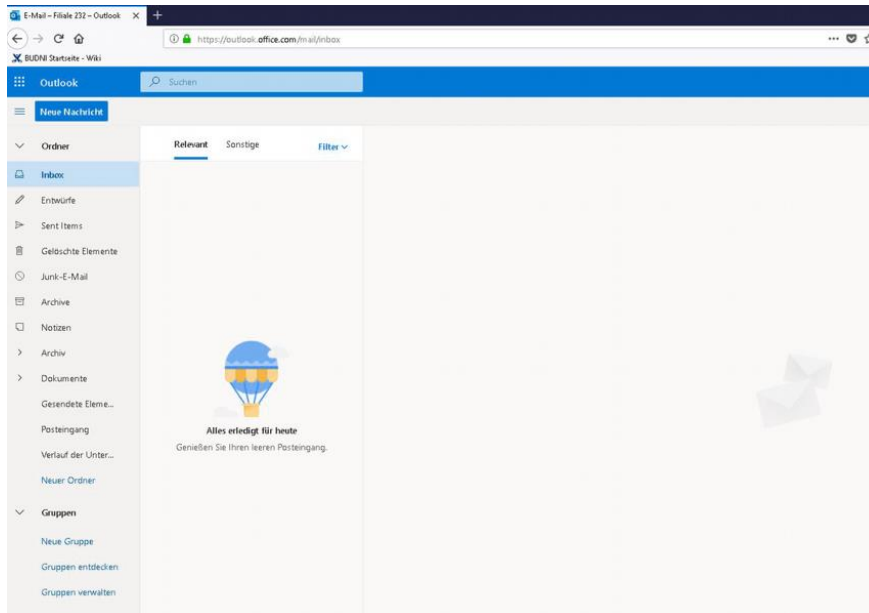 E-Mail – Filiale 232 – Outlook
https://outlook.office.com/mail/inbox
BUDNI Startseite - Wiki
Outlook
Suchen
Neue Nachricht
Ordner
Relevant Sonstige Filter
Inbox
Entwürfe
Sent Items
Gelöschte Elemente
Junk-E-Mail
Archive
Notizen
Archiv
Dokumente
Gesendete Eleme...
Posteingang
Verlauf der Unter...
Neuer Ordner
Alles erledigt für heute
Genießen Sie Ihren leeren Posteingang.
Gruppen
Neue Gruppe
Gruppen entdecken
Gruppen verwalten